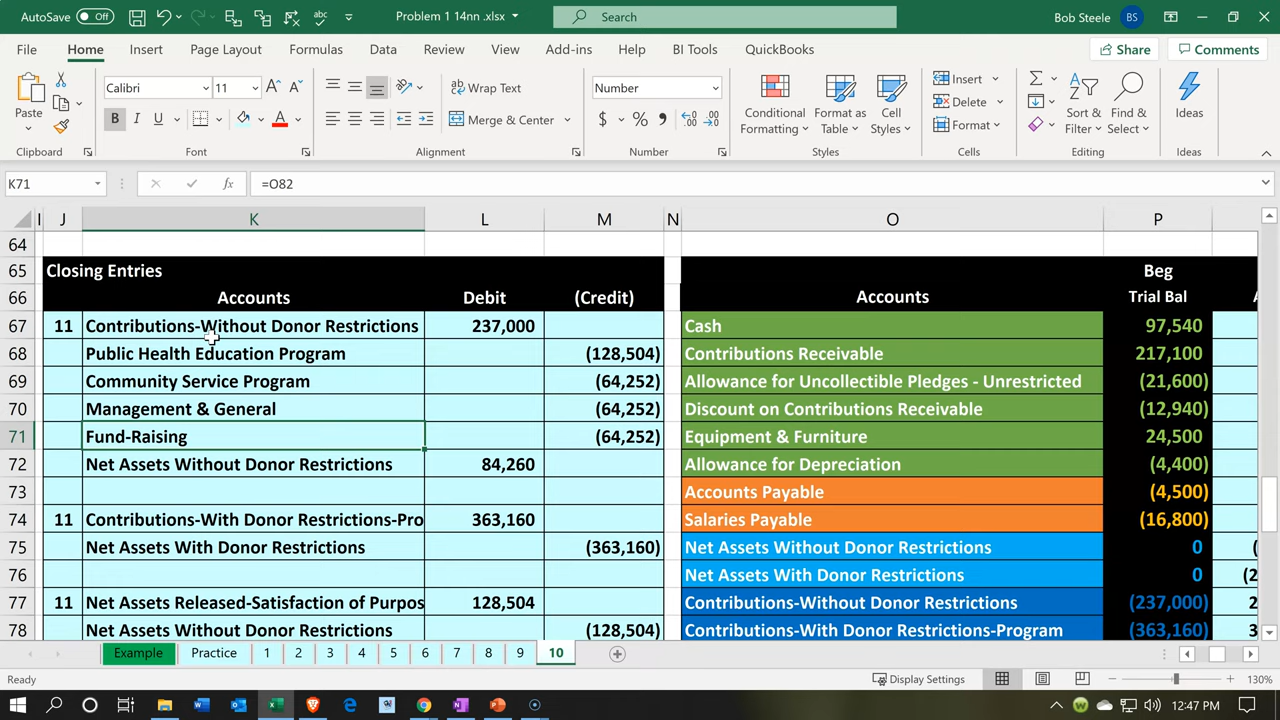 AutoSave Off Problem 1 14nn .xlsx Search Bob Steele BS
File Home Insert Page Layout Formulas Data Review View Add-ins Help BI Tools QuickBooks Share Comments
Paste Calibri 11 A A Wrap Text Number Conditional Formatting Format as Table Cell Styles Insert Delete Format Sort & Filter Find & Select Ideas
B I U A Merge & Center $ % ,
Clipboard Font Alignment Number Styles Cells Editing Ideas
K71 fx =O82
I J K L M N O P
64
65 Closing Entries Beg
66 Accounts Debit (Credit) Accounts Trial Bal A
67 11 Contributions-Without Donor Restrictions 237,000 Cash 97,540
68 Public Health Education Program (128,504) Contributions Receivable 217,100
69 Community Service Program (64,252) Allowance for Uncollectible Pledges - Unrestricted (21,600)
70 Management & General (64,252) Discount on Contributions Receivable (12,940)
71 Fund-Raising (64,252) Equipment & Furniture 24,500
72 Net Assets Without Donor Restrictions 84,260 Allowance for Depreciation (4,400)
73 Accounts Payable (4,500)
74 11 Contributions-With Donor Restrictions-Pro 363,160 Salaries Payable (16,800)
75 Net Assets With Donor Restrictions (363,160) Net Assets Without Donor Restrictions 0 (
76 Net Assets With Donor Restrictions 0 (2
77 11 Net Assets Released-Satisfaction of Purpos 128,504 Contributions-Without Donor Restrictions (237,000) 2
78 Net Assets Without Donor Restrictions (128,504) Contributions-With Donor Restrictions-Program (363,160) 3
Example Practice 1 2 3 4 5 6 7 8 9 10
Ready Display Settings 130%
12:47 PM